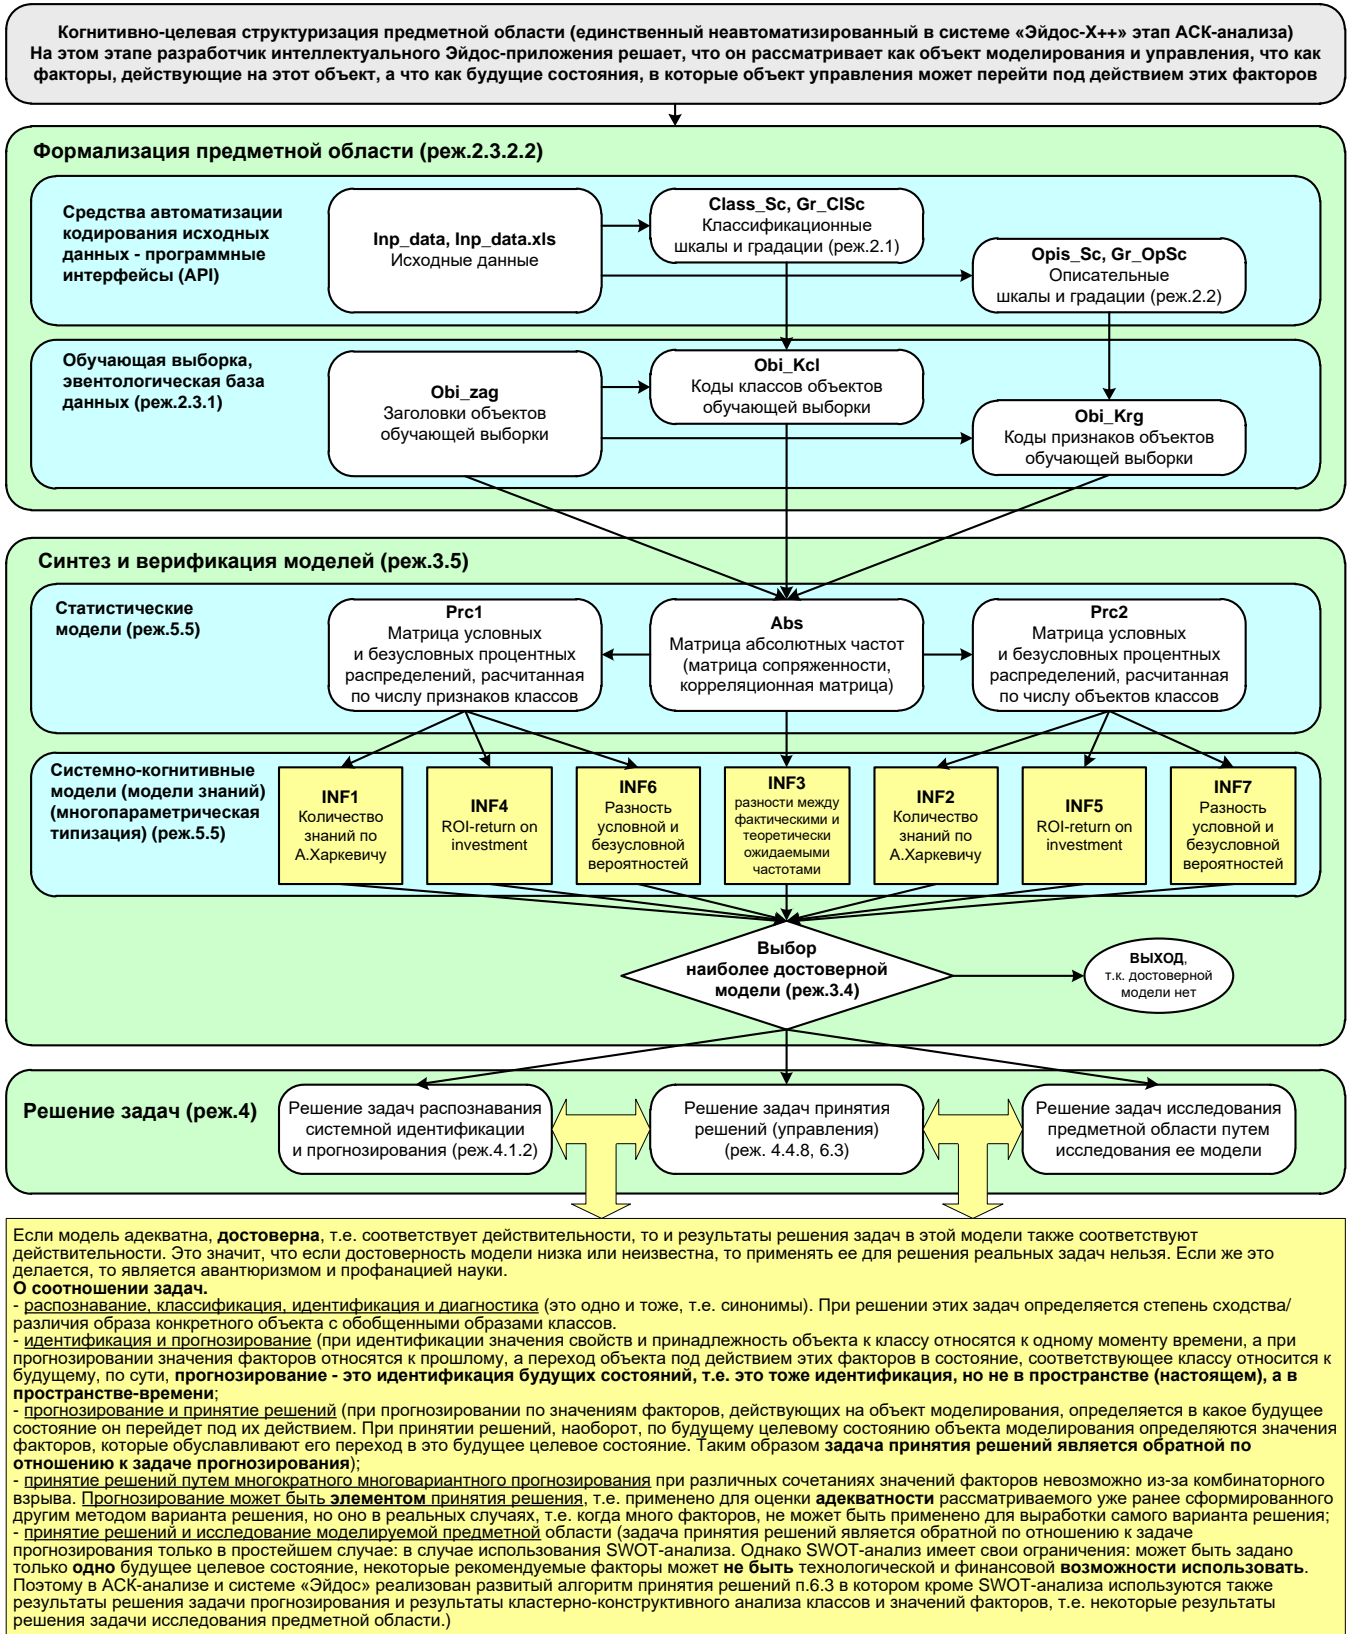 Когнитивно-целевая структуризация предметной области (единственный неавтоматизированный в системе «Эйдос-Х++» этап АСК-анализа)
На этом этапе разработчик интеллектуального Эйдос-приложения решает, что он рассматривает как объект моделирования и управления, что как
факторы, действующие на этот объект, а что как будущие состояния, в которые объект управления может перейти под действием этих факторов
Формализация предметной области (реж.2.3.2.2)
Средства автоматизации
кодирования исходных
данных - программные
интерфейсы (API)
Inp_data, Inp_data.xls
Исходные данные
Class_Sc, Gr_ClSc
Классификационные
шкалы и градации (реж.2.1)
Opis_Sc, Gr_OpSc
Описательные
шкалы и градации (реж.2.2)
Обучающая выборка,
эвентологическая база
данных (реж.2.3.1)
Obi_zag
Заголовки объектов
обучающей выборки
Obi_Kcl
Коды классов объектов
обучающей выборки
Obi_Krg
Коды признаков объектов
обучающей выборки
Синтез и верификация моделей (реж.3.5)
Статистические
модели (реж.5.5)
Prc1
Матрица условных
и безусловных процентных
распределений, расчитанная
по числу признаков классов
Abs
Матрица абсолютных частот
(матрица сопряженности,
корреляционная матрица)
Prc2
Матрица условных
и безусловных процентных
распределений, расчитанная
по числу объектов классов
Системно-когнитивные
модели (модели знаний)
(многопараметрическая
типизация) (реж.5.5)
INF1
Количество
знаний по
А.Харкевичу
INF4
ROI-return on
investment
INF6
Разность
условной и
безусловной
вероятностей
INF3
разности между
фактическими и
теоретически
ожидаемыми
частотами
INF2
Количество
знаний по
А.Харкевичу
INF5
ROI-return on
investment
INF7
Разность
условной и
безусловной
вероятностей
Выбор
наиболее достоверной
модели (реж.3.4)
ВЫХОД,
т.к. достоверной
модели нет
Решение задач (реж.4)
Решение задач распознавания
системной идентификации
и прогнозирования (реж.4.1.2)
Решение задач принятия
решений (управления)
(реж. 4.4.8, 6.3)
Решение задач исследования
предметной области путем
исследования ее модели
Если модель адекватна, достоверна, т.е. соответствует действительности, то и результаты решения задач в этой модели также соответствуют
действительности. Это значит, что если достоверность модели низка или неизвестна, то применять ее для решения реальных задач нельзя. Если же это
делается, то является авантюризмом и профанацией науки.
О соотношении задач.
- распознавание, классификация, идентификация и диагностика (это одно и тоже, т.е. синонимы). При решении этих задач определяется степень сходства/
различия образа конкретного объекта с обобщенными образами классов.
- идентификация и прогнозирование (при идентификации значения свойств и принадлежность объекта к классу относятся к одному моменту времени, а при
прогнозировании значения факторов относятся к прошлому, а переход объекта под действием этих факторов в состояние, соответствующее классу относится к
будущему, по сути, прогнозирование - это идентификация будущих состояний, т.е. это тоже идентификация, но не в пространстве (настоящем), а в
пространстве-времени;
- прогнозирование и принятие решений (при прогнозировании по значениям факторов, действующих на объект моделирования, определяется в какое будущее
состояние он перейдет под их действием. При принятии решений, наоборот, по будущему целевому состоянию объекта моделирования определяются значения
факторов, которые обуславливают его переход в это будущее целевое состояние. Таким образом задача принятия решений является обратной по
отношению к задаче прогнозирования);
- принятие решений путем многократного многовариантного прогнозирования при различных сочетаниях значений факторов невозможно из-за комбинаторного
взрыва. Прогнозирование может быть элементом принятия решения, т.е. применено для оценки адекватности рассматриваемого уже ранее сформированного
другим методом варианта решения, но оно в реальных случаях, т.е. когда много факторов, не может быть применено для выработки самого варианта решения;
- принятие решений и исследование моделируемой предметной области (задача принятия решений является обратной по отношению к задаче
прогнозирования только в простейшем случае: в случае использования SWOT-анализа. Однако SWOT-анализ имеет свои ограничения: может быть задано
только одно будущее целевое состояние, некоторые рекомендуемые факторы может не быть технологической и финансовой возможности использовать.
Поэтому в АСК-анализе и системе «Эйдос» реализован развитый алгоритм принятия решений п.6.3 в котором кроме SWOT-анализа используются также
результаты решения задачи прогнозирования и результаты кластерно-конструктивного анализа классов и значений факторов, т.е. некоторые результаты
решения задачи исследования предметной области.)